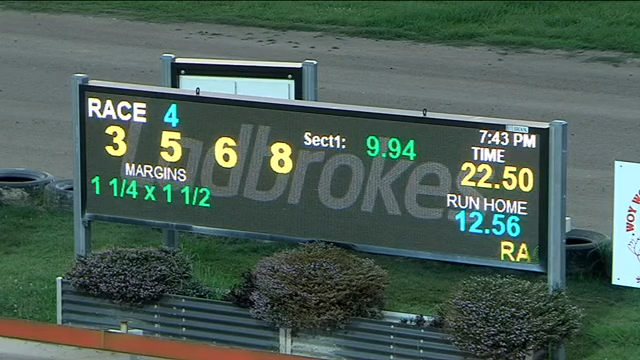 RACE 4
3 5 6 8
MARGINS
1 1/4 x 1 1/2
Ladbrokes
Sect1: 9.94
7:43 PM
TIME
22.50
RUN HOME
12.56
RA
WOY W